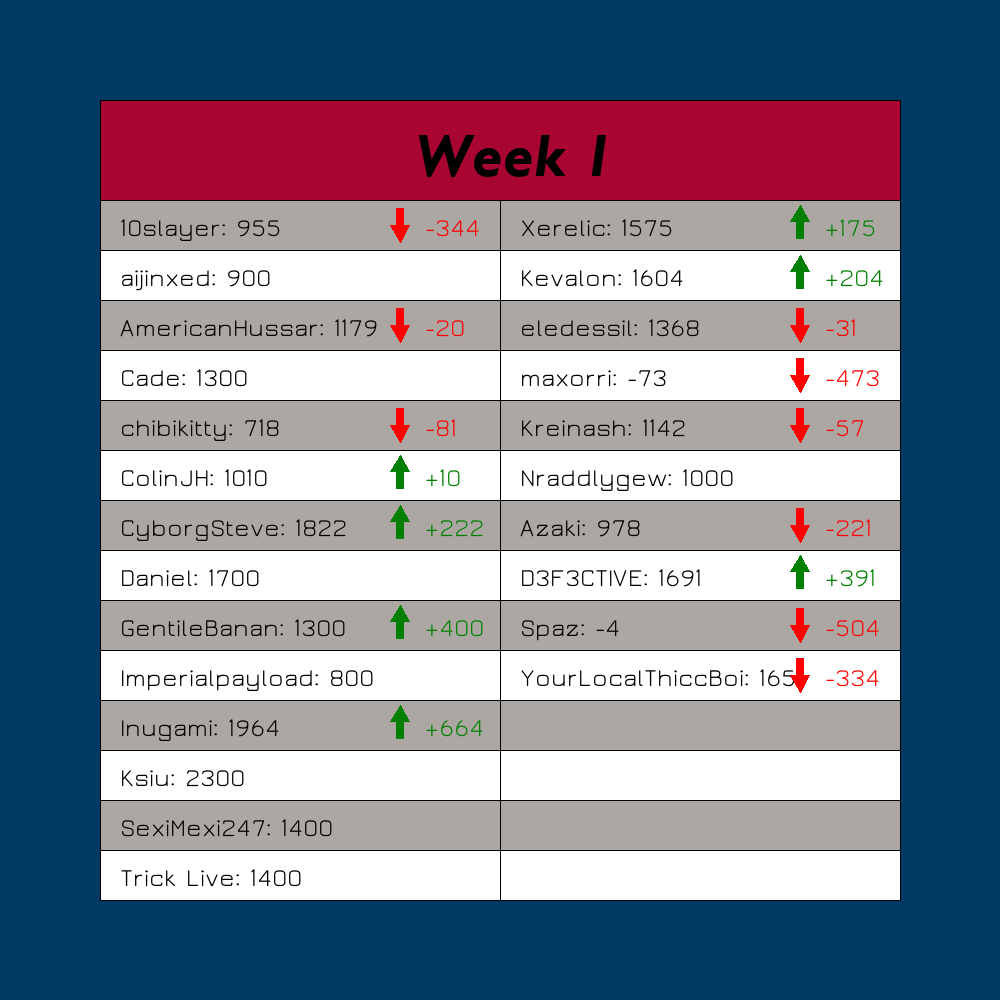 Week 1
10slayer: 955 -344
Xerelic: 1575 +175
aijinxed: 900
Kevalon: 1604 +204
AmericanHussar: 1179 -20
eledessil: 1368 -31
Cade: 1300
maxorri: -73 -473
chibikitty: 718 -81
Kreinash: 1142 -57
ColinJH: 1010 +10
Nraddlygew: 1000
CyborgSteve: 1822 +222
Azaki: 978 -221
Daniel: 1700
D3F3CTIVE: 1691 +391
GentileBanan: 1300 +400
Spaz: -4 -504
Imperialpayload: 800
YourLocalThiccBoi: -334
Inugami: 1964 +664
Ksiu: 2300
SexiMexi247: 1400
Trick Live: 1400